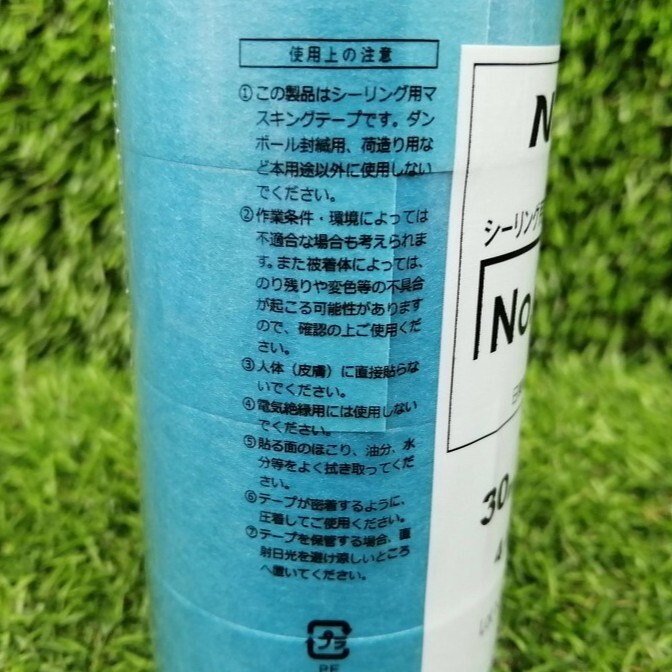 使用上の注意
①この製品はシーリング用マ
スキングテープです。ダン
ボール封緘用、荷造り用な
ど本用途以外に使用しない
でください。
②作業条件・環境によっては
不適合な場合も考えられま
す。また被着体によっては、
のり残りや変色等の不具合
が起こる可能性があります
ので、確認の上ご使用くだ
さい。
③人体（皮膚）に直接貼らな
いでください。
④電気絶縁用には使用しない
でください。
⑤貼る面のほこり、油分、水
分等をよく拭き取ってくだ
さい。
⑥テープが密着するように、
圧着してご使用ください。
⑦テープを保管する場合、直
射日光を避け涼しいところ
へ置いてください。
プラ
PE
N
シーリング
No
30
4